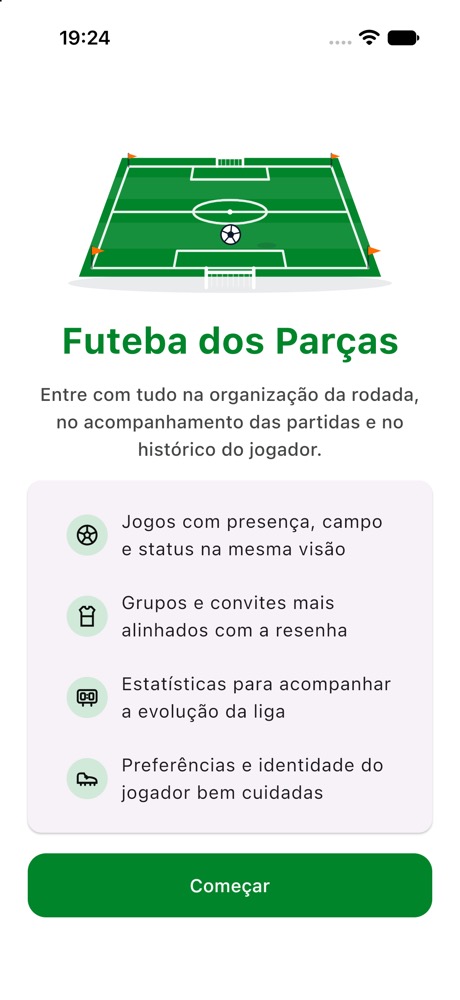 19:24
Futeba dos Parças
Entre com tudo na organização da rodada,
no acompanhamento das partidas e no
histórico do jogador.
Jogos com presença, campo
e status na mesma visão
Grupos e convites mais
alinhados com a resenha
Estatísticas para acompanhar
a evolução da liga
Preferências e identidade do
jogador bem cuidadas
Começar